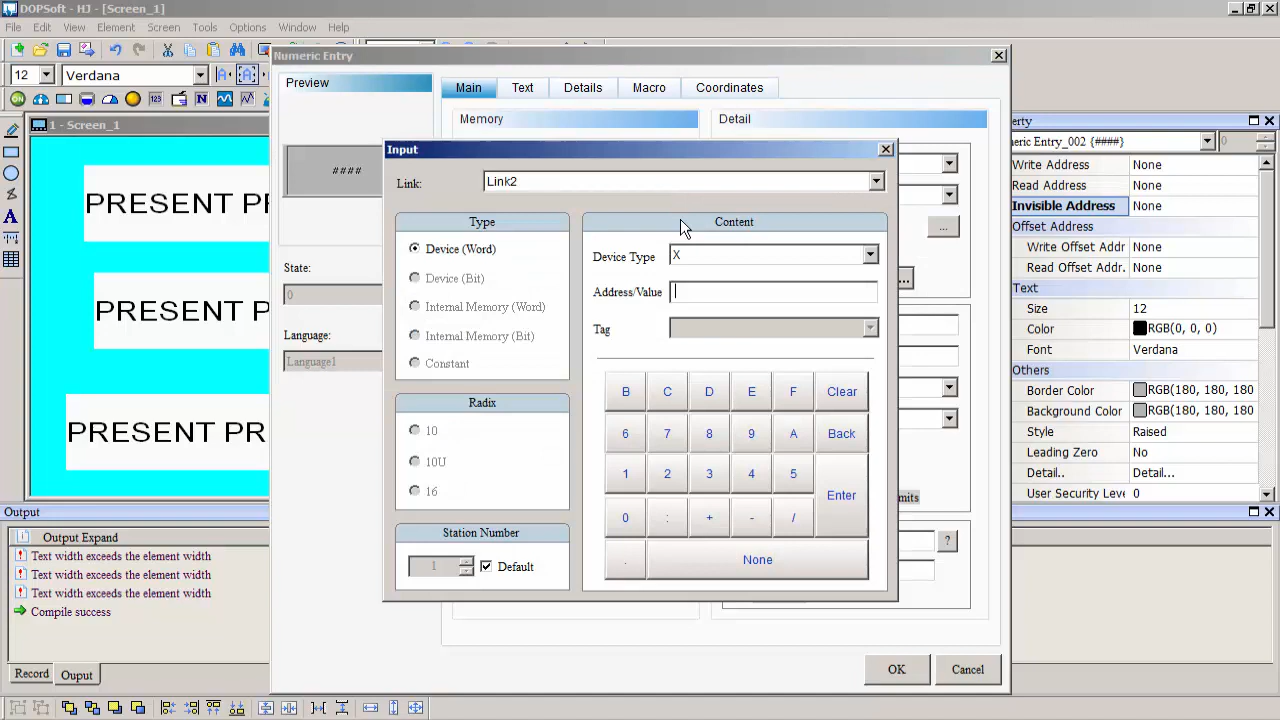 DOPSoft - HJ - [Screen_1]
File Edit View Element Screen Tools Options Window Help
12 Verdana A A
ON 123 N
1 - Screen_1
PRESENT PR
PRESENT P
PRESENT PR
Numeric Entry
Preview
####
State:
0
Language:
Language1
Main Text Details Macro Coordinates
Memory Detail
...
...
mits
?
OK Cancel
Input
Link: Link2
Type
Device (Word)
Device (Bit)
Internal Memory (Word)
Internal Memory (Bit)
Constant
Radix
10
10U
16
Station Number
1 Default
Content
Device Type X
Address/Value
Tag
B C D E F Clear
6 7 8 9 A Back
1 2 3 4 5 Enter
0 : + - /
. None
erty
eric Entry_002 {####} 0
Write Address None
Read Address None
Invisible Address None
Offset Address
Write Offset Addr. None
Read Offset Addr. None
Text
Size 12
Color RGB(0, 0, 0)
Font Verdana
Others
Border Color RGB(180, 180, 180
Background Color RGB(180, 180, 180
Style Raised
Leading Zero No
Detail.. Detail...
User Security Leve 0
Output
Output Expand
Text width exceeds the element width
Text width exceeds the element width
Text width exceeds the element width
Compile success
Record Ouput